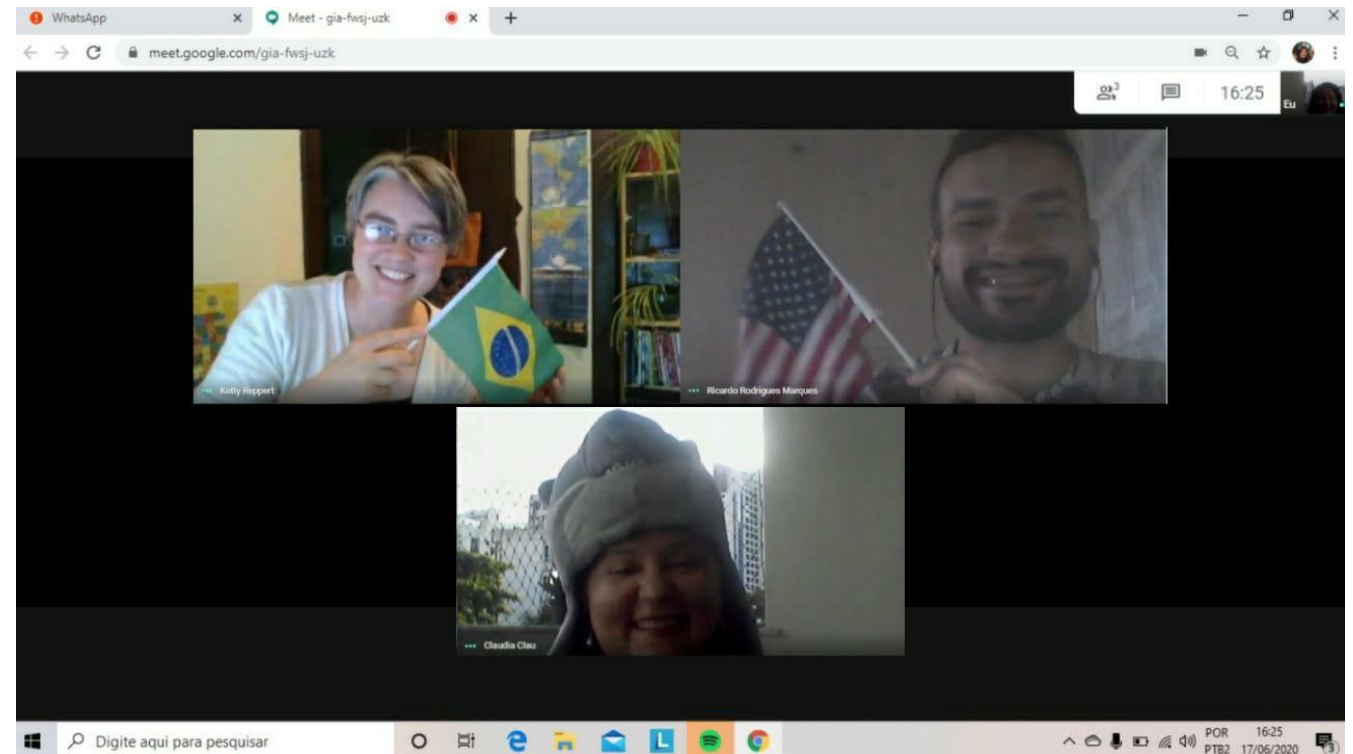 WhatsApp
Meet - gia-fwsj-uzk
meet.google.com/gia-fwsj-uzk
3
16:25
Eu
Ketty Reppert
Ricardo Rodrigues Marques
Claudia Clau
Digite aqui para pesquisar
L
POR
PTB2
16:25
17/06/2020
3